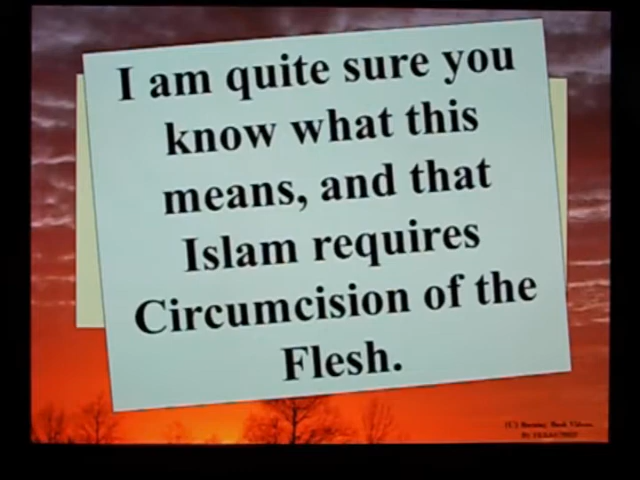 I am quite sure you
know what this
means, and that
Islam requires
Circumcision of the
Flesh.